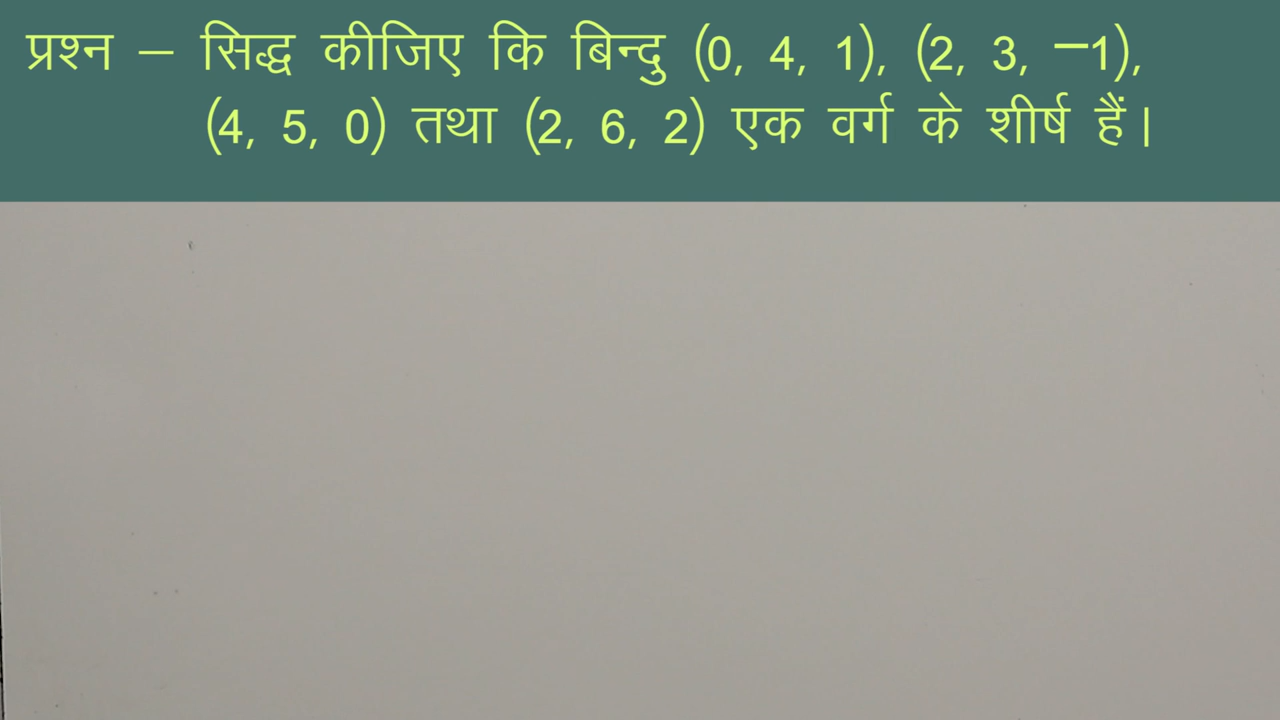 प्रश्न – सिद्ध कीजिए कि बिन्दु (0, 4, 1), (2, 3, –1),
(4, 5, 0) तथा (2, 6, 2) एक वर्ग के शीर्ष हैं।